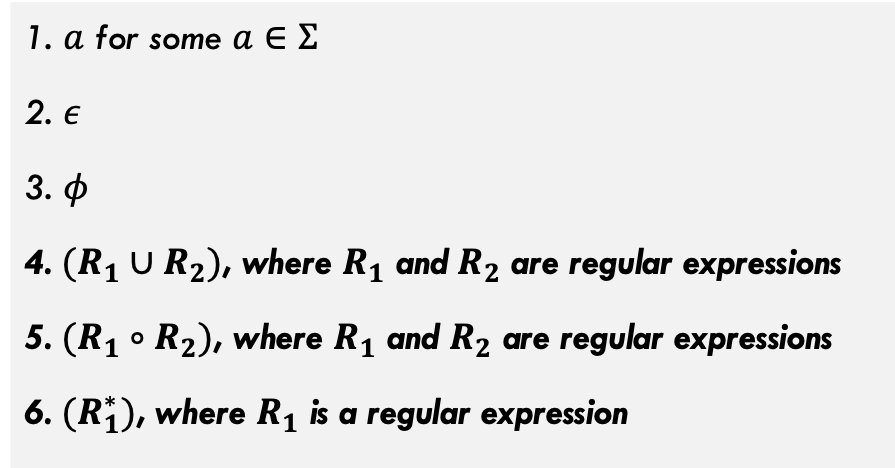 1. a for some a ∈ Σ
2. ϵ
3. ϕ
4. (R₁ ∪ R₂), where R₁ and R₂ are regular expressions
5. (R₁ ∘ R₂), where R₁ and R₂ are regular expressions
6. (R₁*), where R₁ is a regular expression